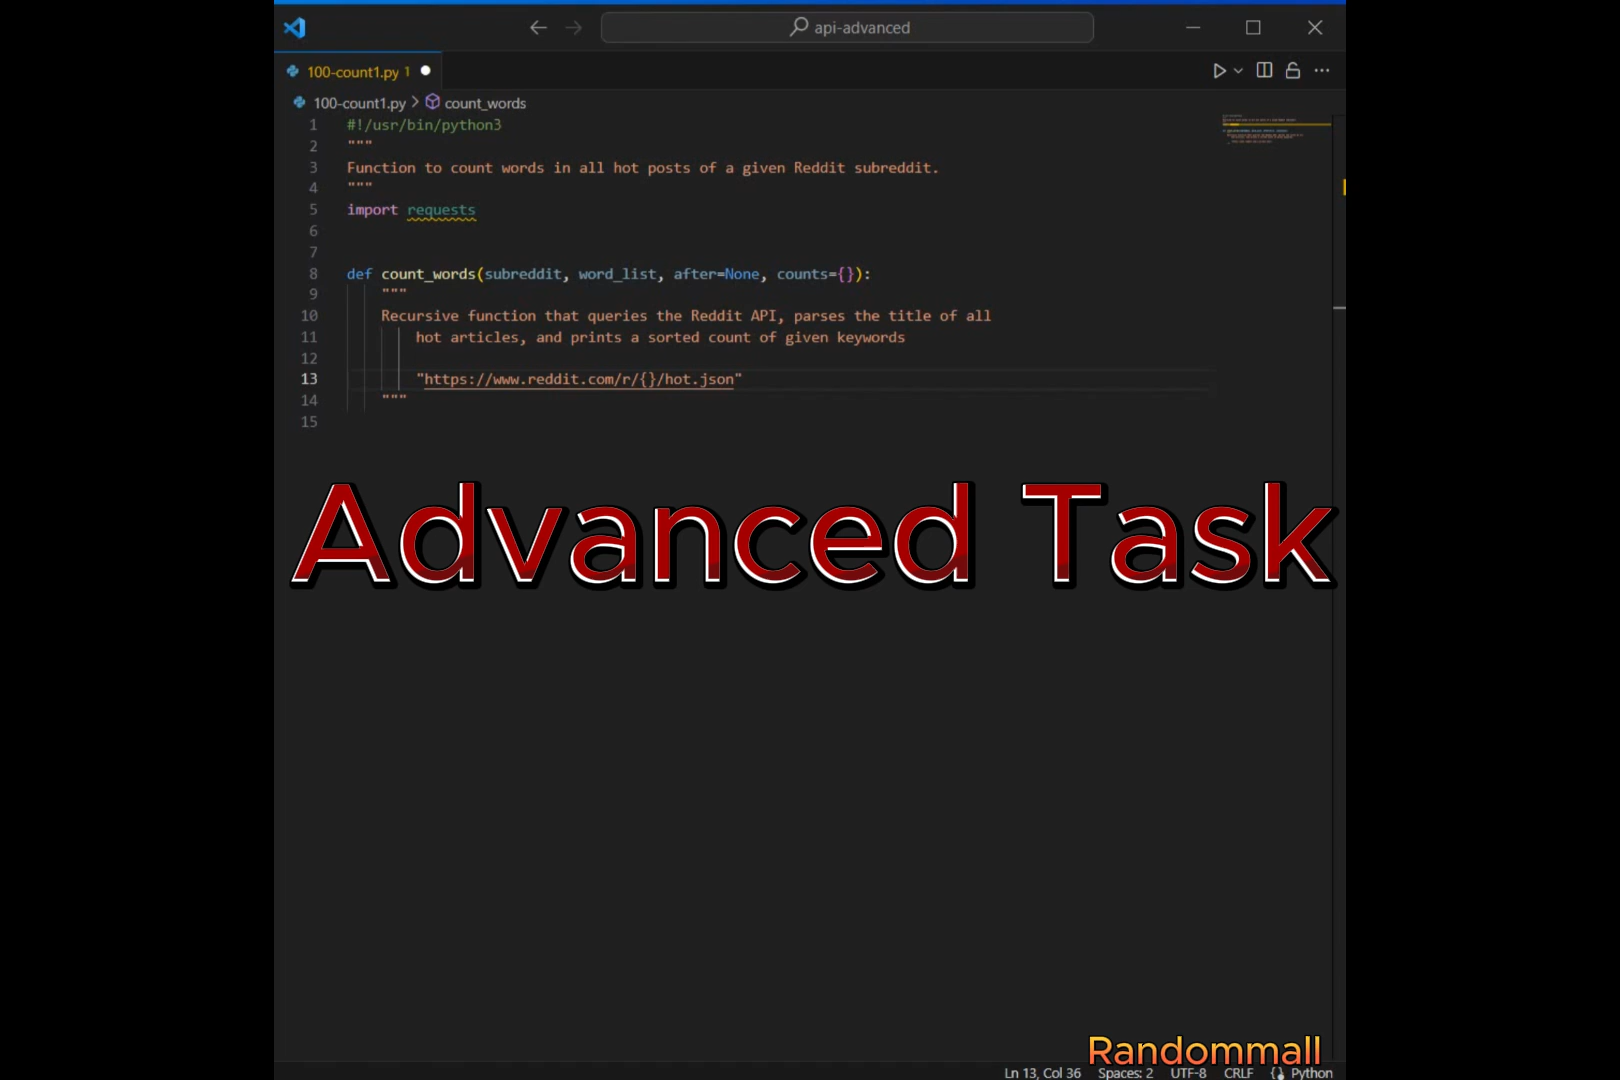 api-advanced
100-count1.py 1
100-count1.py > count_words
1 #!/usr/bin/python3
2 """
3 Function to count words in all hot posts of a given Reddit subreddit.
4 """
5 import requests
6
7
8 def count_words(subreddit, word_list, after=None, counts={}):
9 """
10 Recursive function that queries the Reddit API, parses the title of all
11 hot articles, and prints a sorted count of given keywords
12
13 "https://www.reddit.com/r/{}/hot.json"
14 """
15
Advanced Task
Randommall
Ln 13, Col 36 Spaces: 2 UTF-8 CRLF Python